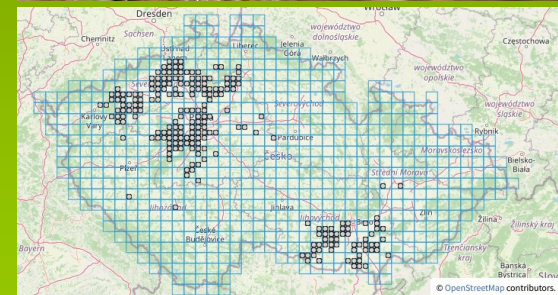 Dresden
Wrocław
Chemnitz
Sachsen
Liberec
Jelenia
Góra
województwo
dolnośląskie
Wałbrzych
Częstochowa
województwo
opolskie
województwo
śląskie
Karlovy
Vary
Severovýchod
Pardubice
Rybnik
Moravskoslezsko
Bielsko-
Biała
Plzeň
Česko
Střední Morava
Jihozápad
Jihlava
Jihovýchod
Zlín
Žilina
Žilinský kraj
České
Budějovice
Trenčiansky
kraj
Bayern
Banská
Bystrica
© OpenStreetMap contributors